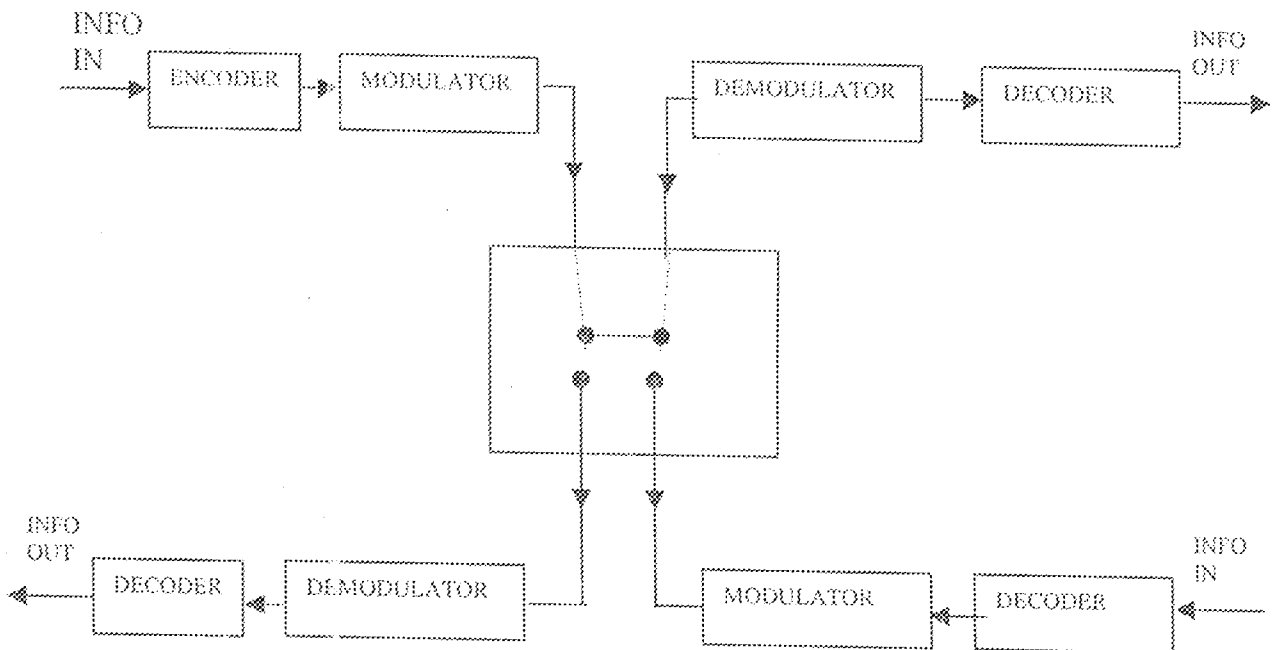 INFO
IN
ENCODER
MODULATOR
DEMODULATOR
DECODER
INFO
OUT
INFO
OUT
DECODER
DEMODULATOR
MODULATOR
DECODER
INFO
IN